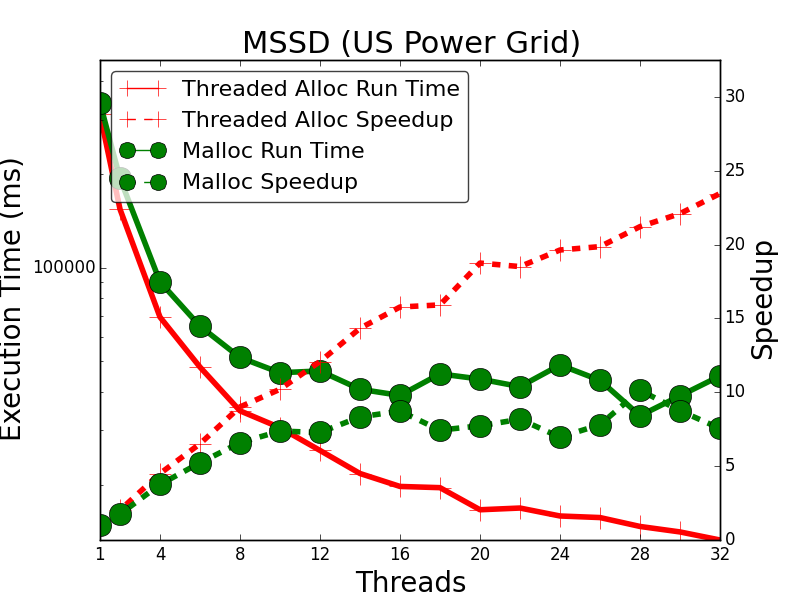 MSSD (US Power Grid)
Threaded Alloc Run Time
Threaded Alloc Speedup
Malloc Run Time
Malloc Speedup
Execution Time (ms)
100000
Speedup
30
25
20
15
10
5
0
1 4 8 12 16 20 24 28 32
Threads